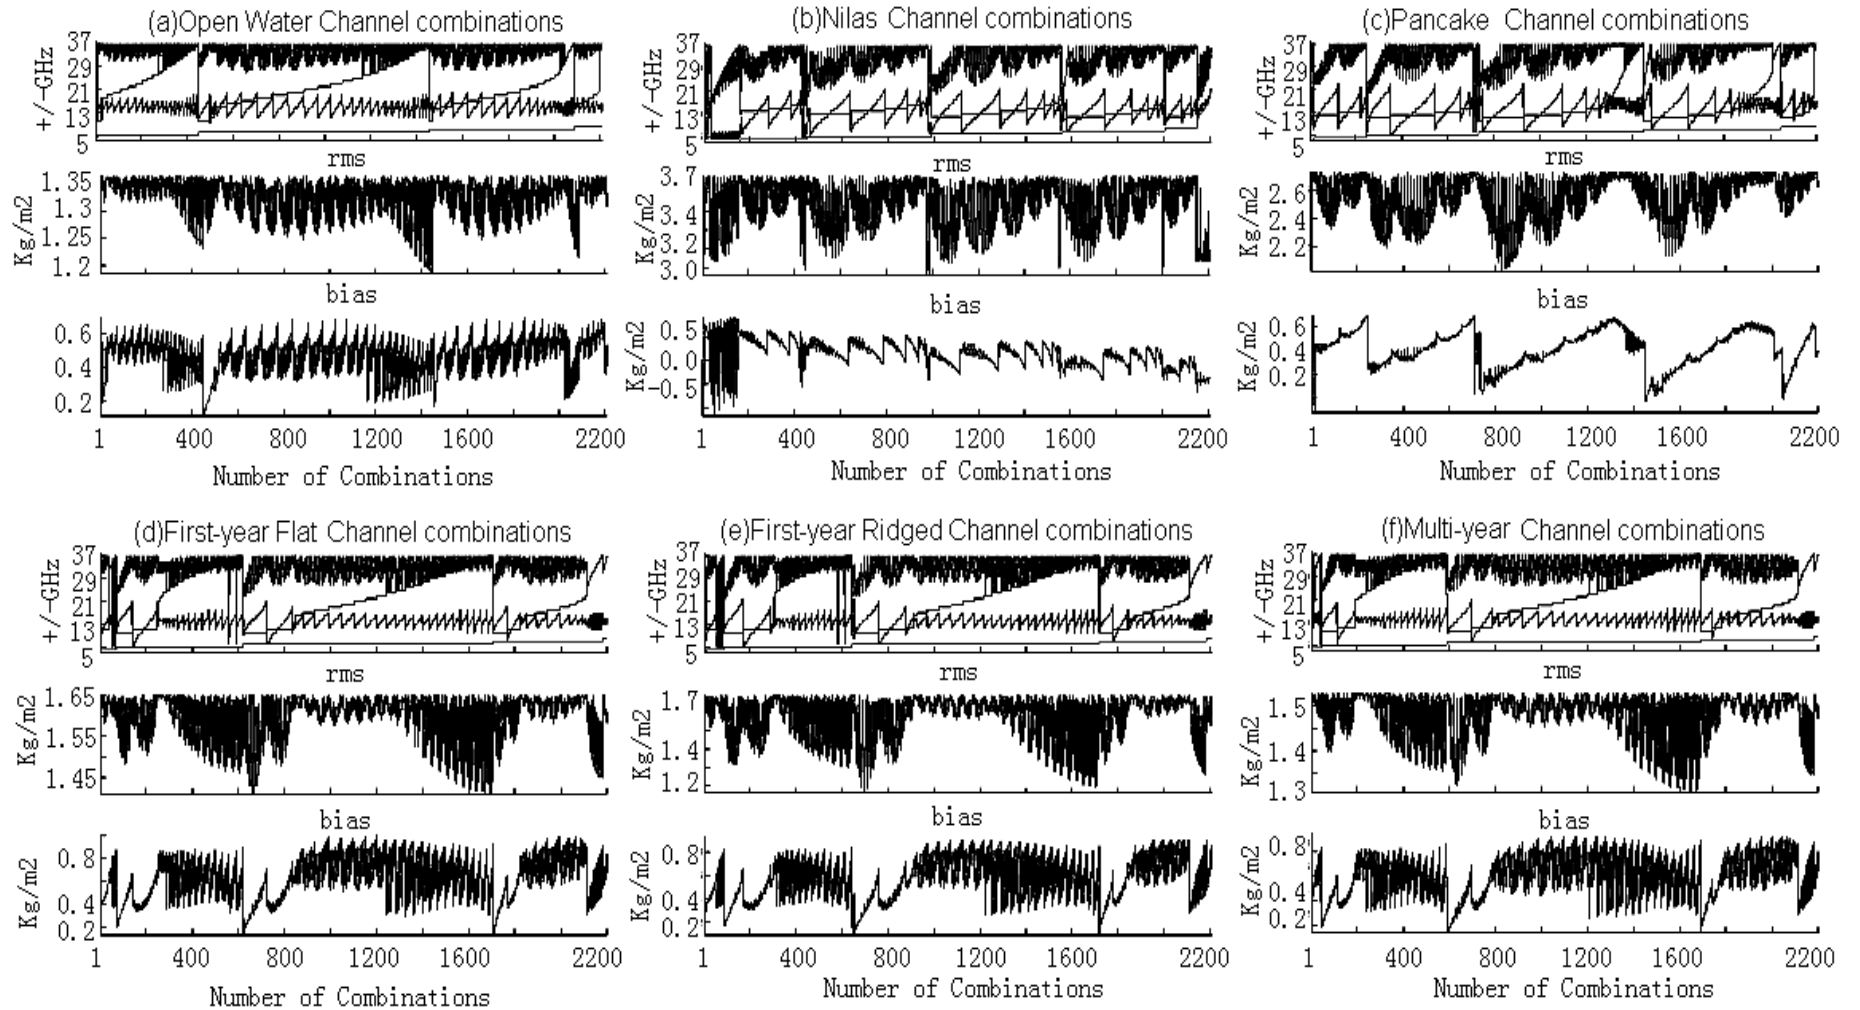 (a)Open Water Channel combinations
+/-GHz
37
29
21
13
5
rms
Kg/m2
1.35
1.3
1.25
1.2
bias
Kg/m2
0.6
0.4
0.2
1 400 800 1200 1600 2200
Number of Combinations
(b)Nilas Channel combinations
+/-GHz
37
29
21
13
5
rms
Kg/m2
3.7
3.4
3.2
3.0
bias
Kg/m2
0.5
0.0
-0.5
1 400 800 1200 1600 2200
Number of Combinations
(c)Pancake Channel combinations
+/-GHz
37
29
21
13
5
rms
Kg/m2
2.6
2.4
2.2
bias
Kg/m2
0.6
0.4
0.2
1 400 800 1200 1600 2200
Number of Combinations
(d)First-year Flat Channel combinations
+/-GHz
37
29
21
13
5
rms
Kg/m2
1.65
1.55
1.45
bias
Kg/m2
0.8
0.4
0.2
1 400 800 1200 1600 2200
Number of Combinations
(e)First-year Ridged Channel combinations
+/-GHz
37
29
21
13
5
rms
Kg/m2
1.7
1.4
1.2
bias
Kg/m2
0.8
0.4
0.2
1 400 800 1200 1600 2200
Number of Combinations
(f)Multi-year Channel combinations
+/-GHz
37
29
21
13
5
rms
Kg/m2
1.5
1.4
1.3
bias
Kg/m2
0.8
0.4
0.2
1 400 800 1200 1600 2200
Number of Combinations